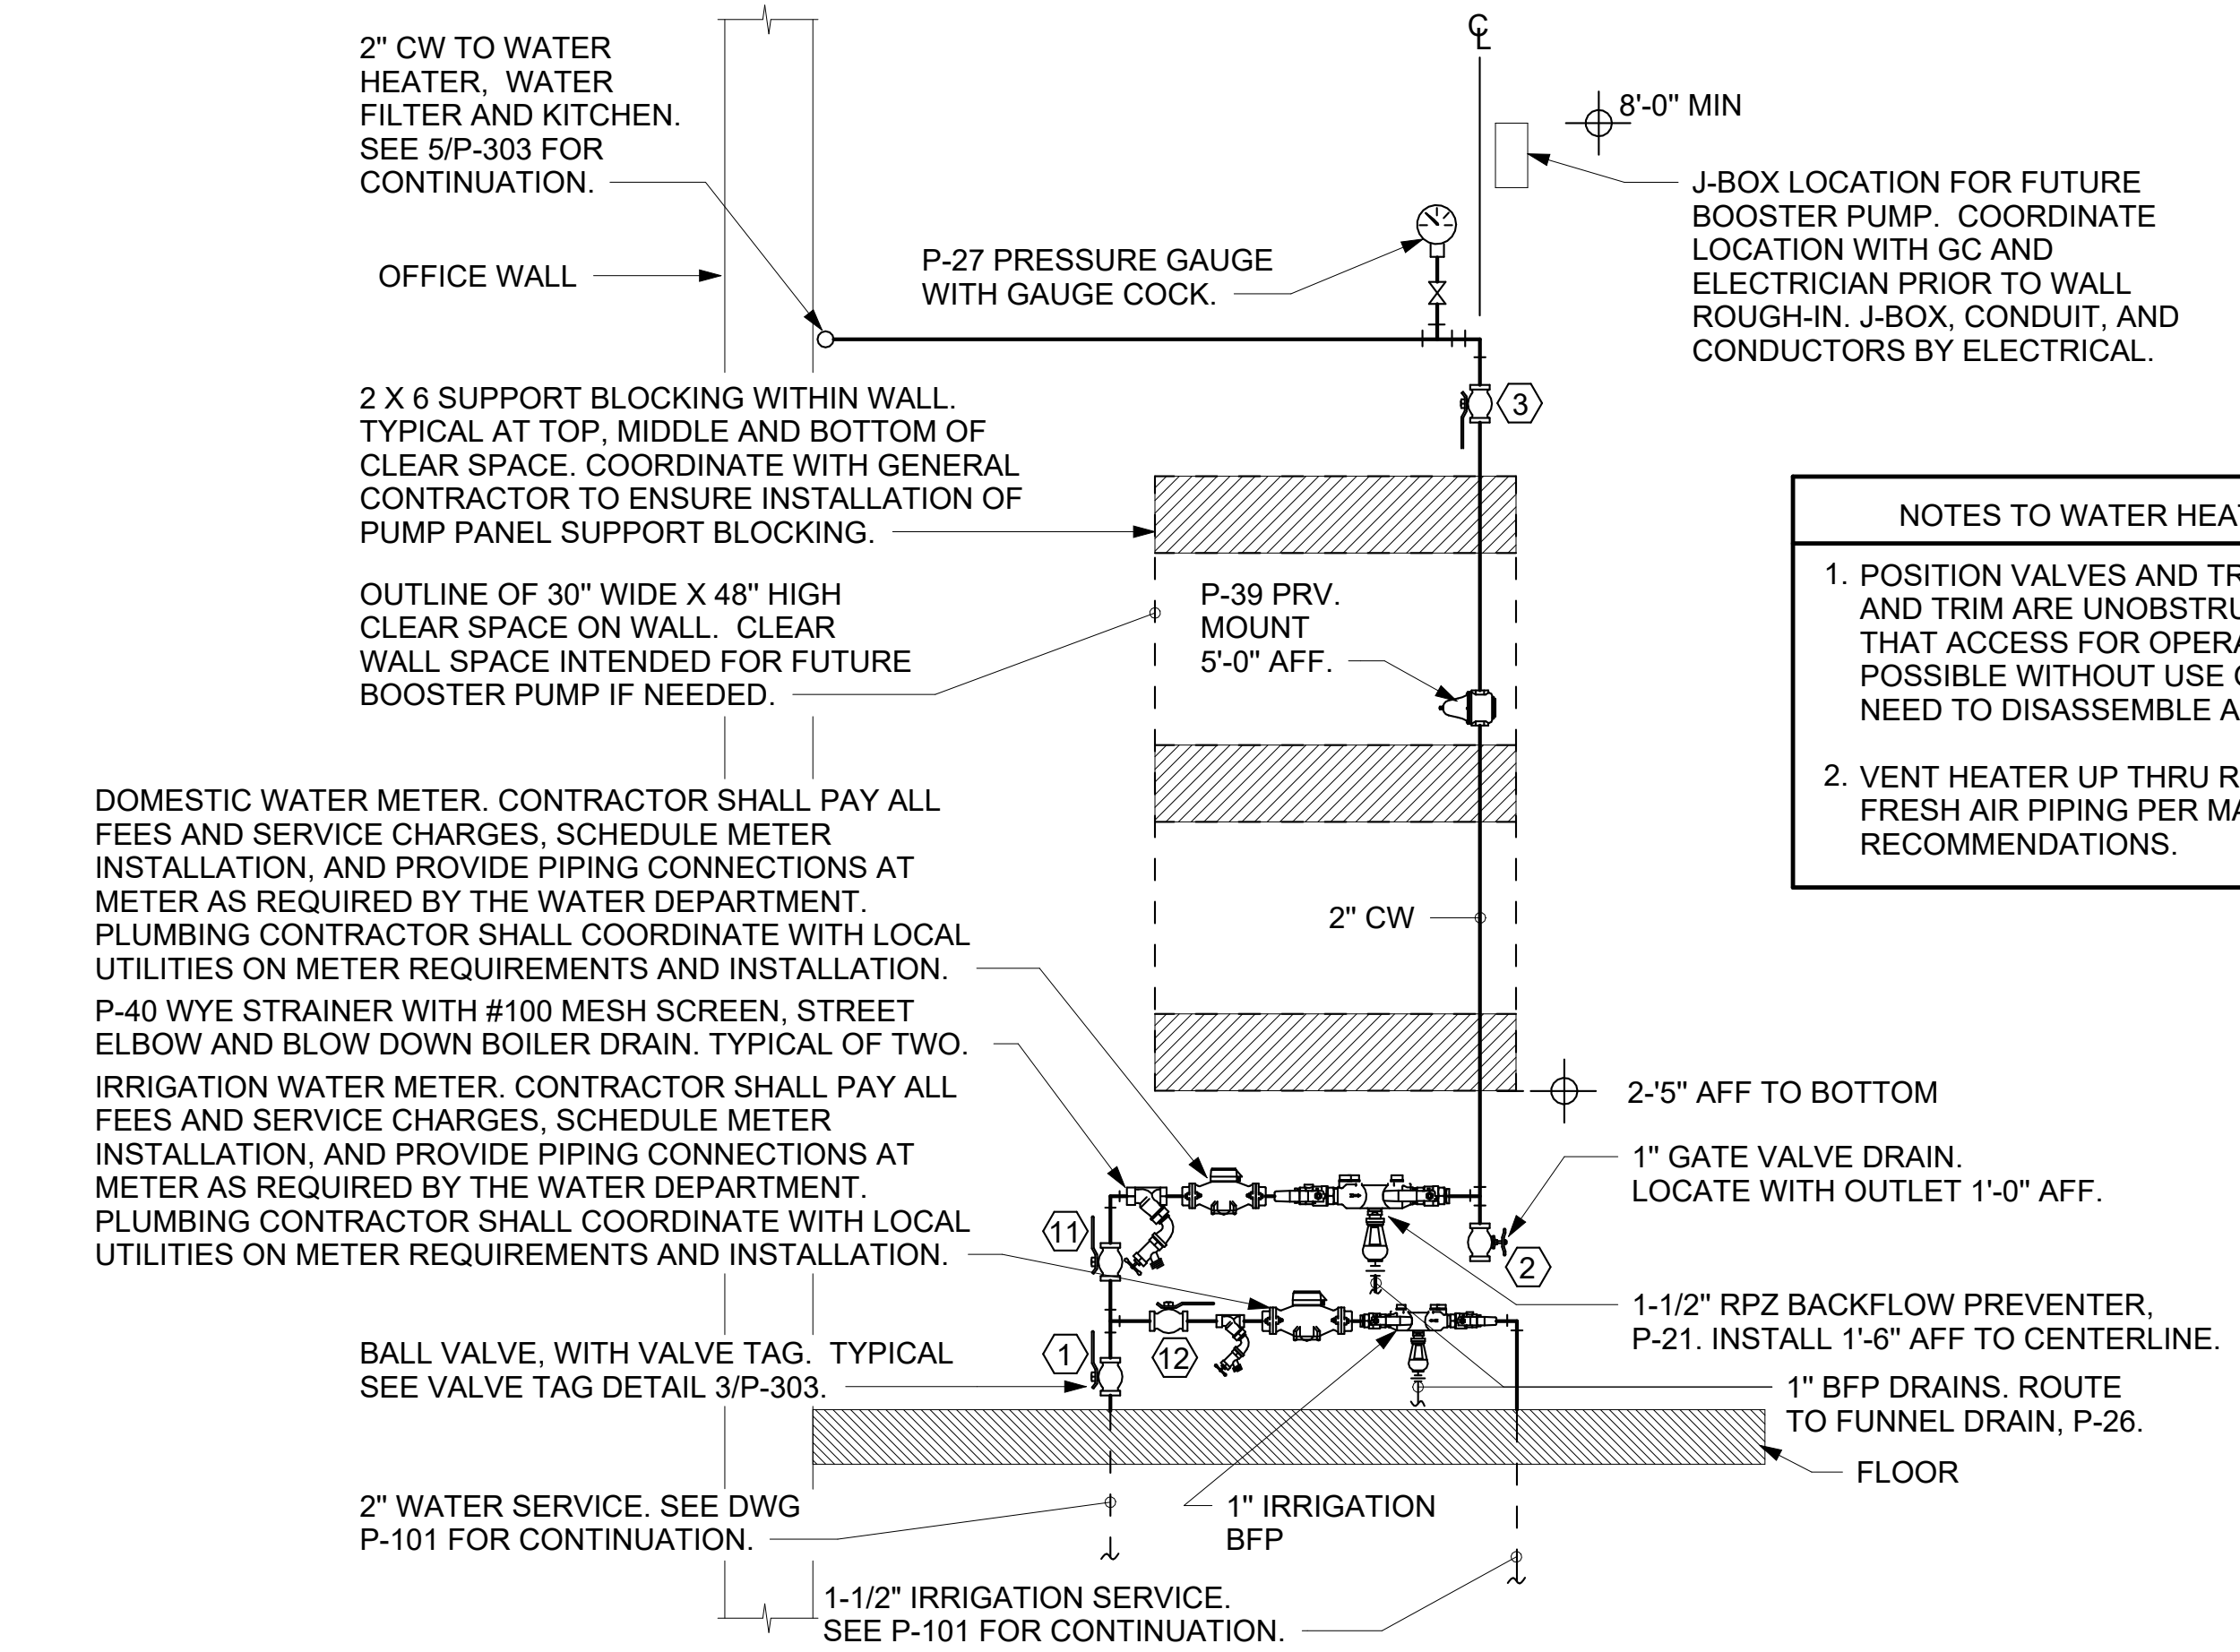 2" CW TO WATER
HEATER, WATER
FILTER AND KITCHEN.
SEE 5/P-303 FOR
CONTINUATION.
OFFICE WALL
P-27 PRESSURE GAUGE
WITH GAUGE COCK.
8'-0" MIN
J-BOX LOCATION FOR FUTURE
BOOSTER PUMP. COORDINATE
LOCATION WITH GC AND
ELECTRICIAN PRIOR TO WALL
ROUGH-IN. J-BOX, CONDUIT, AND
CONDUCTORS BY ELECTRICAL.
3
2 X 6 SUPPORT BLOCKING WITHIN WALL.
TYPICAL AT TOP, MIDDLE AND BOTTOM OF
CLEAR SPACE. COORDINATE WITH GENERAL
CONTRACTOR TO ENSURE INSTALLATION OF
PUMP PANEL SUPPORT BLOCKING.
OUTLINE OF 30" WIDE X 48" HIGH
CLEAR SPACE ON WALL. CLEAR
WALL SPACE INTENDED FOR FUTURE
BOOSTER PUMP IF NEEDED.
P-39 PRV.
MOUNT
5'-0" AFF.
NOTES TO WATER HEA
1. POSITION VALVES AND TR
AND TRIM ARE UNOBSTRU
THAT ACCESS FOR OPERA
POSSIBLE WITHOUT USE
NEED TO DISASSEMBLE A
2. VENT HEATER UP THRU R
FRESH AIR PIPING PER MA
RECOMMENDATIONS.
DOMESTIC WATER METER. CONTRACTOR SHALL PAY ALL
FEES AND SERVICE CHARGES, SCHEDULE METER
INSTALLATION, AND PROVIDE PIPING CONNECTIONS AT
METER AS REQUIRED BY THE WATER DEPARTMENT.
PLUMBING CONTRACTOR SHALL COORDINATE WITH LOCAL
UTILITIES ON METER REQUIREMENTS AND INSTALLATION.
2" CW
P-40 WYE STRAINER WITH #100 MESH SCREEN, STREET
ELBOW AND BLOW DOWN BOILER DRAIN. TYPICAL OF TWO.
IRRIGATION WATER METER. CONTRACTOR SHALL PAY ALL
FEES AND SERVICE CHARGES, SCHEDULE METER
INSTALLATION, AND PROVIDE PIPING CONNECTIONS AT
METER AS REQUIRED BY THE WATER DEPARTMENT.
PLUMBING CONTRACTOR SHALL COORDINATE WITH LOCAL
UTILITIES ON METER REQUIREMENTS AND INSTALLATION.
2-'5" AFF TO BOTTOM
1" GATE VALVE DRAIN.
LOCATE WITH OUTLET 1'-0" AFF.
11
2
1-1/2" RPZ BACKFLOW PREVENTER,
P-21. INSTALL 1'-6" AFF TO CENTERLINE.
BALL VALVE, WITH VALVE TAG. TYPICAL
SEE VALVE TAG DETAIL 3/P-303.
1
12
1" BFP DRAINS. ROUTE
TO FUNNEL DRAIN, P-26.
FLOOR
2" WATER SERVICE. SEE DWG
P-101 FOR CONTINUATION.
1" IRRIGATION
BFP
1-1/2" IRRIGATION SERVICE.
SEE P-101 FOR CONTINUATION.